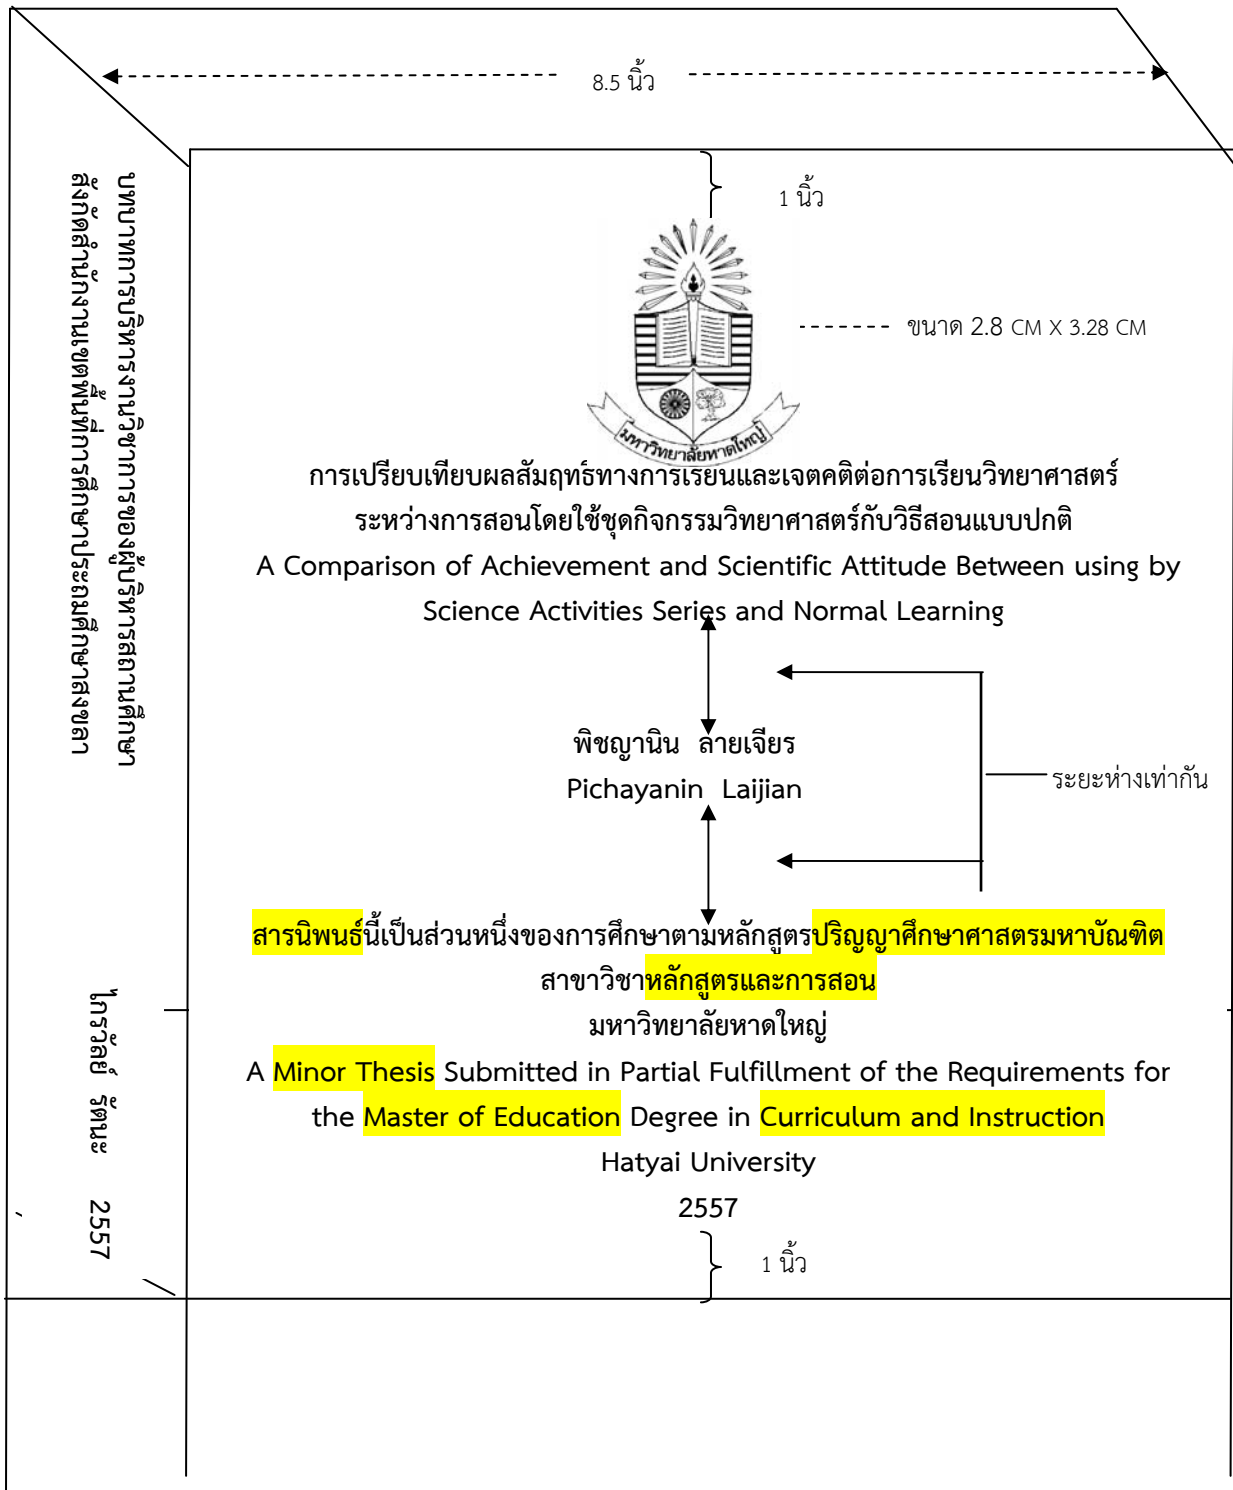 8.5 นิ้ว
1 นิ้ว
ขนาด 2.8 CM X 3.28 CM
มหาวิทยาลัยหาดใหญ่
การเปรียบเทียบผลสัมฤทธิ์ทางการเรียนและเจตคติต่อการเรียนวิทยาศาสตร์
ระหว่างการสอนโดยใช้ชุดกิจกรรมวิทยาศาสตร์กับวิธีสอนแบบปกติ
A Comparison of Achievement and Scientific Attitude Between using by
Science Activities Series and Normal Learning
พิชญานิน ลายเจียร
Pichayanin Laijian
ระยะห่างเท่ากัน
สารนิพนธ์นี้เป็นส่วนหนึ่งของการศึกษาตามหลักสูตรปริญญาศึกษาศาสตรมหาบัณฑิต
สาขาวิชาหลักสูตรและการสอน
มหาวิทยาลัยหาดใหญ่
A Minor Thesis Submitted in Partial Fulfillment of the Requirements for
the Master of Education Degree in Curriculum and Instruction
Hatyai University
2557
1 นิ้ว
บทบาทการบริหารงานวิชาการของผู้บริหารสถานศึกษา
สังกัดสำนักงานเขตพื้นที่การศึกษาประถมศึกษาสงขลา
ไกรวัลย์ รัตนะ 2557